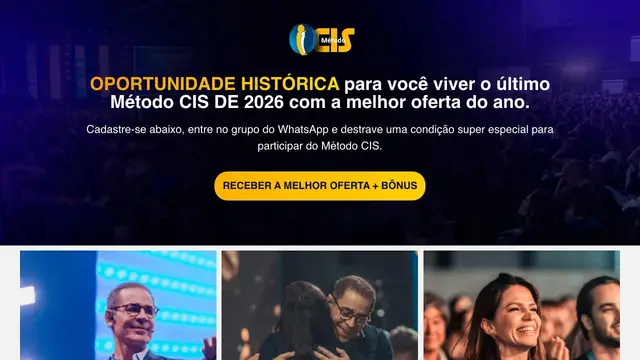 Método CIS
OPORTUNIDADE HISTÓRICA para você viver o último
Método CIS DE 2026 com a melhor oferta do ano.
Cadastre-se abaixo, entre no grupo do WhatsApp e destrave uma condição super especial para
participar do Método CIS.
RECEBER A MELHOR OFERTA + BÔNUS